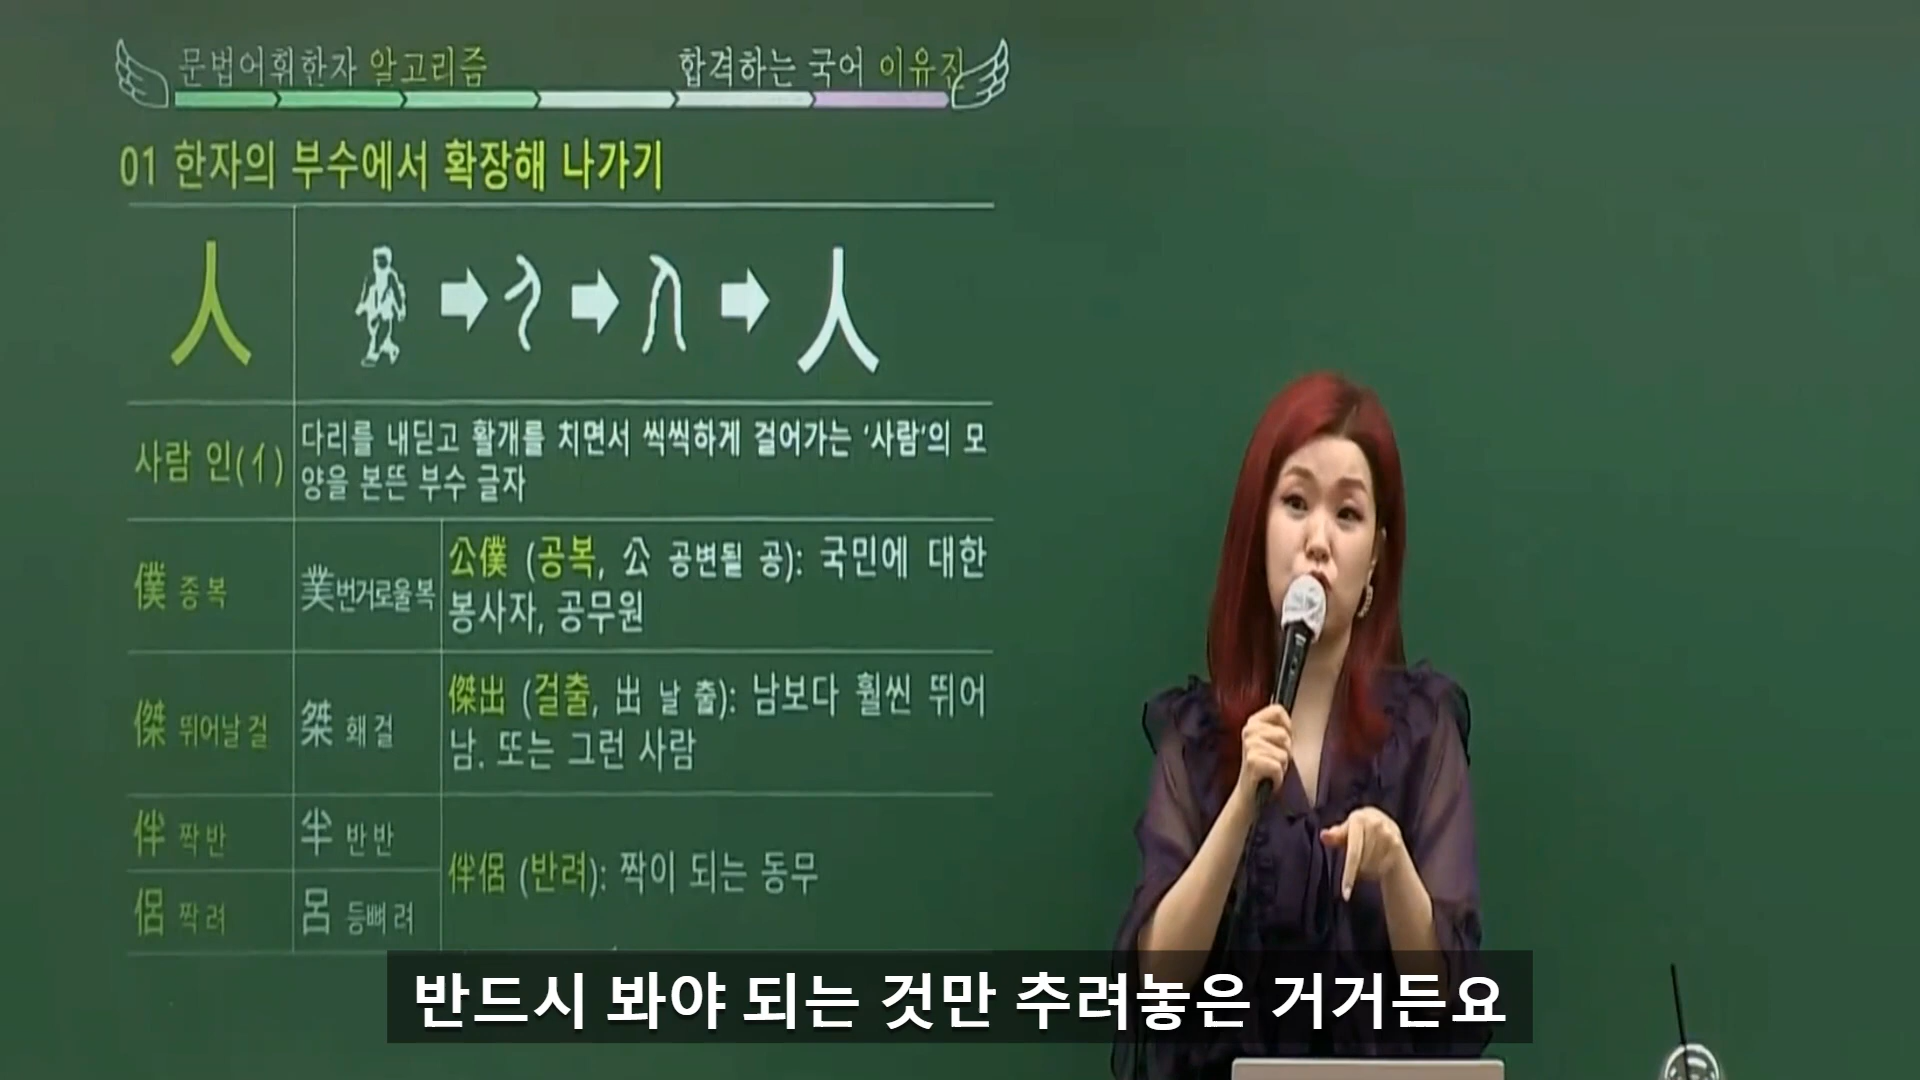 문법어휘한자 알고리즘
합격하는 국어 이유진
01 한자의 부수에서 확장해 나가기
人
人
사람 인(亻)
다리를 내딛고 활개를 치면서 씩씩하게 걸어가는 ‘사람’의 모
양을 본뜬 부수 글자
僕 종 복
業번거로울 복
公僕 (공복, 公 공변될 공): 국민에 대한
봉사자, 공무원
傑 뛰어날 걸
桀 홰 걸
傑出 (걸출, 出 날 출): 남보다 훨씬 뛰어
남. 또는 그런 사람
伴 짝 반
半 반 반
伴侶 (반려): 짝이 되는 동무
侶 짝 려
呂 등뼈 려
반드시 봐야 되는 것만 추려놓은 거거든요